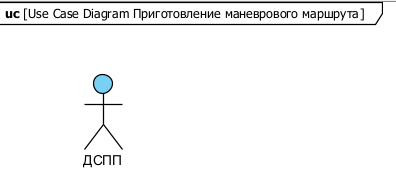 uc [Use Case Diagram Приготовление маневрового маршрута]
ДСПП